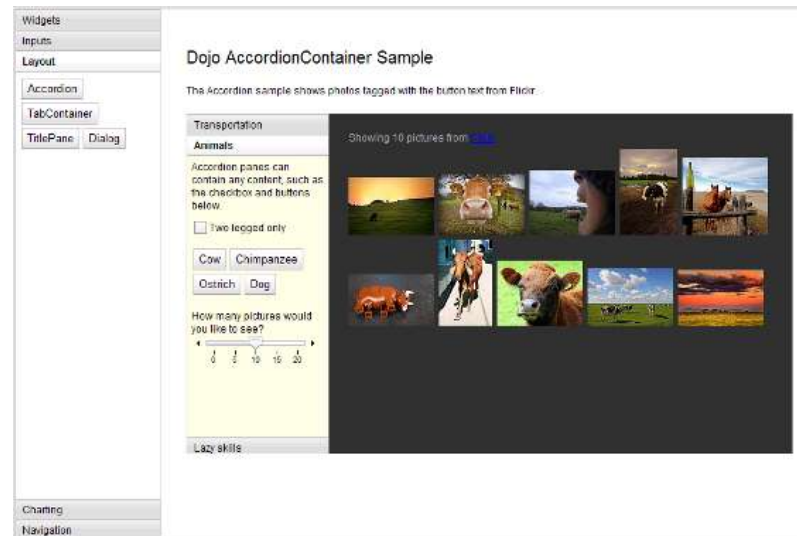 Widgets
Inputs
Layout
Accordion
TabContainer
TitlePane Dialog
Charting
Navigation
Dojo AccordionContainer Sample
The Accordion sample shows photos tagged with the button text from Flickr.
Transportation
Animals
Accordion panes can
contain any content, such as
the checkbox and buttons
below.
Two legged only
Cow Chimpanzee
Ostrich Dog
How many pictures would
you like to see?
0 5 10 15 20
Lazy skills
Showing 10 pictures from